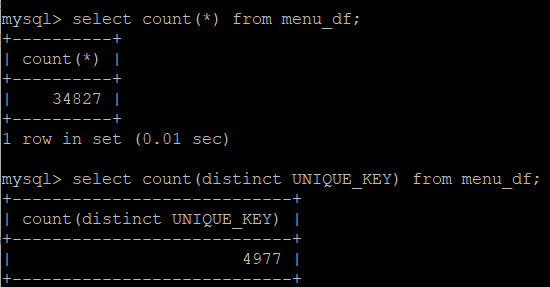 mysql> select count(*) from menu_df;
+----------+
| count(*) |
+----------+
|    34827 |
+----------+
1 row in set (0.01 sec)

mysql> select count(distinct UNIQUE_KEY) from menu_df;
+----------------------------+
| count(distinct UNIQUE_KEY) |
+----------------------------+
|                       4977 |
+----------------------------+